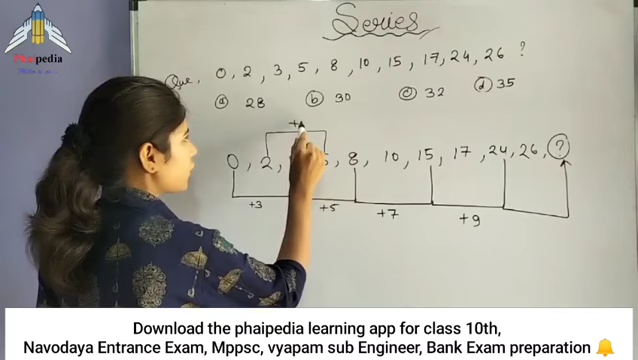 Phaipedia
Series
Que, 0, 2, 3, 5, 8, 10, 15, 17, 24, 26 ?
(a) 28 (b) 30 (c) 32 (d) 35
+
0, 2, 5, 8, 10, 15, 17, 24, 26, ?
+3 +5 +7 +9
Download the phaipedia learning app for class 10th,
Navodaya Entrance Exam, Mppsc, vyapam sub Engineer, Bank Exam preparation 🔔